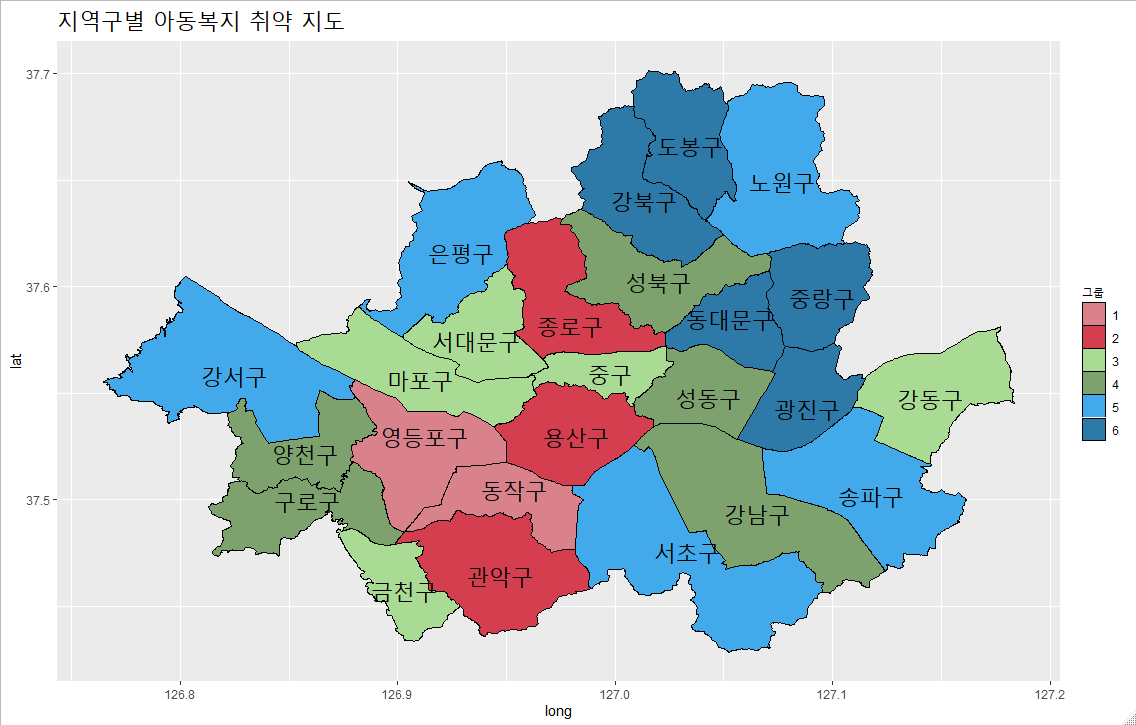 지역구별 아동복지 취약 지도
37.7
도봉구
노원구
강북구
은평구
37.6
성북구
중랑구
동대문구
종로구
서대문구
중구
마포구
강서구
성동구
강동구
광진구
영등포구
용산구
양천구
37.5
구로구
동작구
송파구
강남구
서초구
관악구
금천구
lat
126.8
126.9
127.0
127.1
127.2
long
그룹
1
2
3
4
5
6